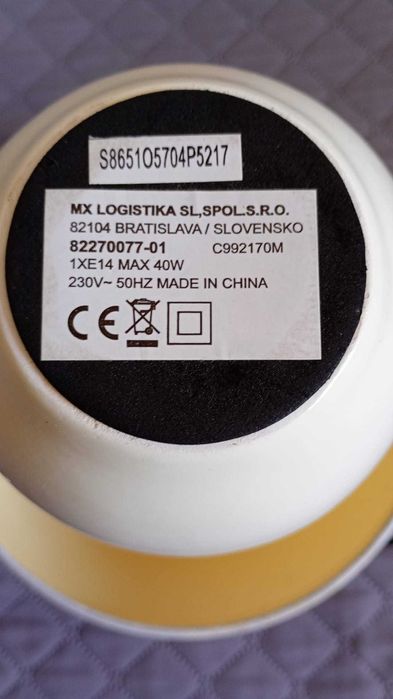 S8651O5704P5217
MX LOGISTIKA SL,SPOL.S.R.O.
82104 BRATISLAVA / SLOVENSKO
82270077-01 C992170M
1XE14 MAX 40W
230V~ 50HZ MADE IN CHINA
CE